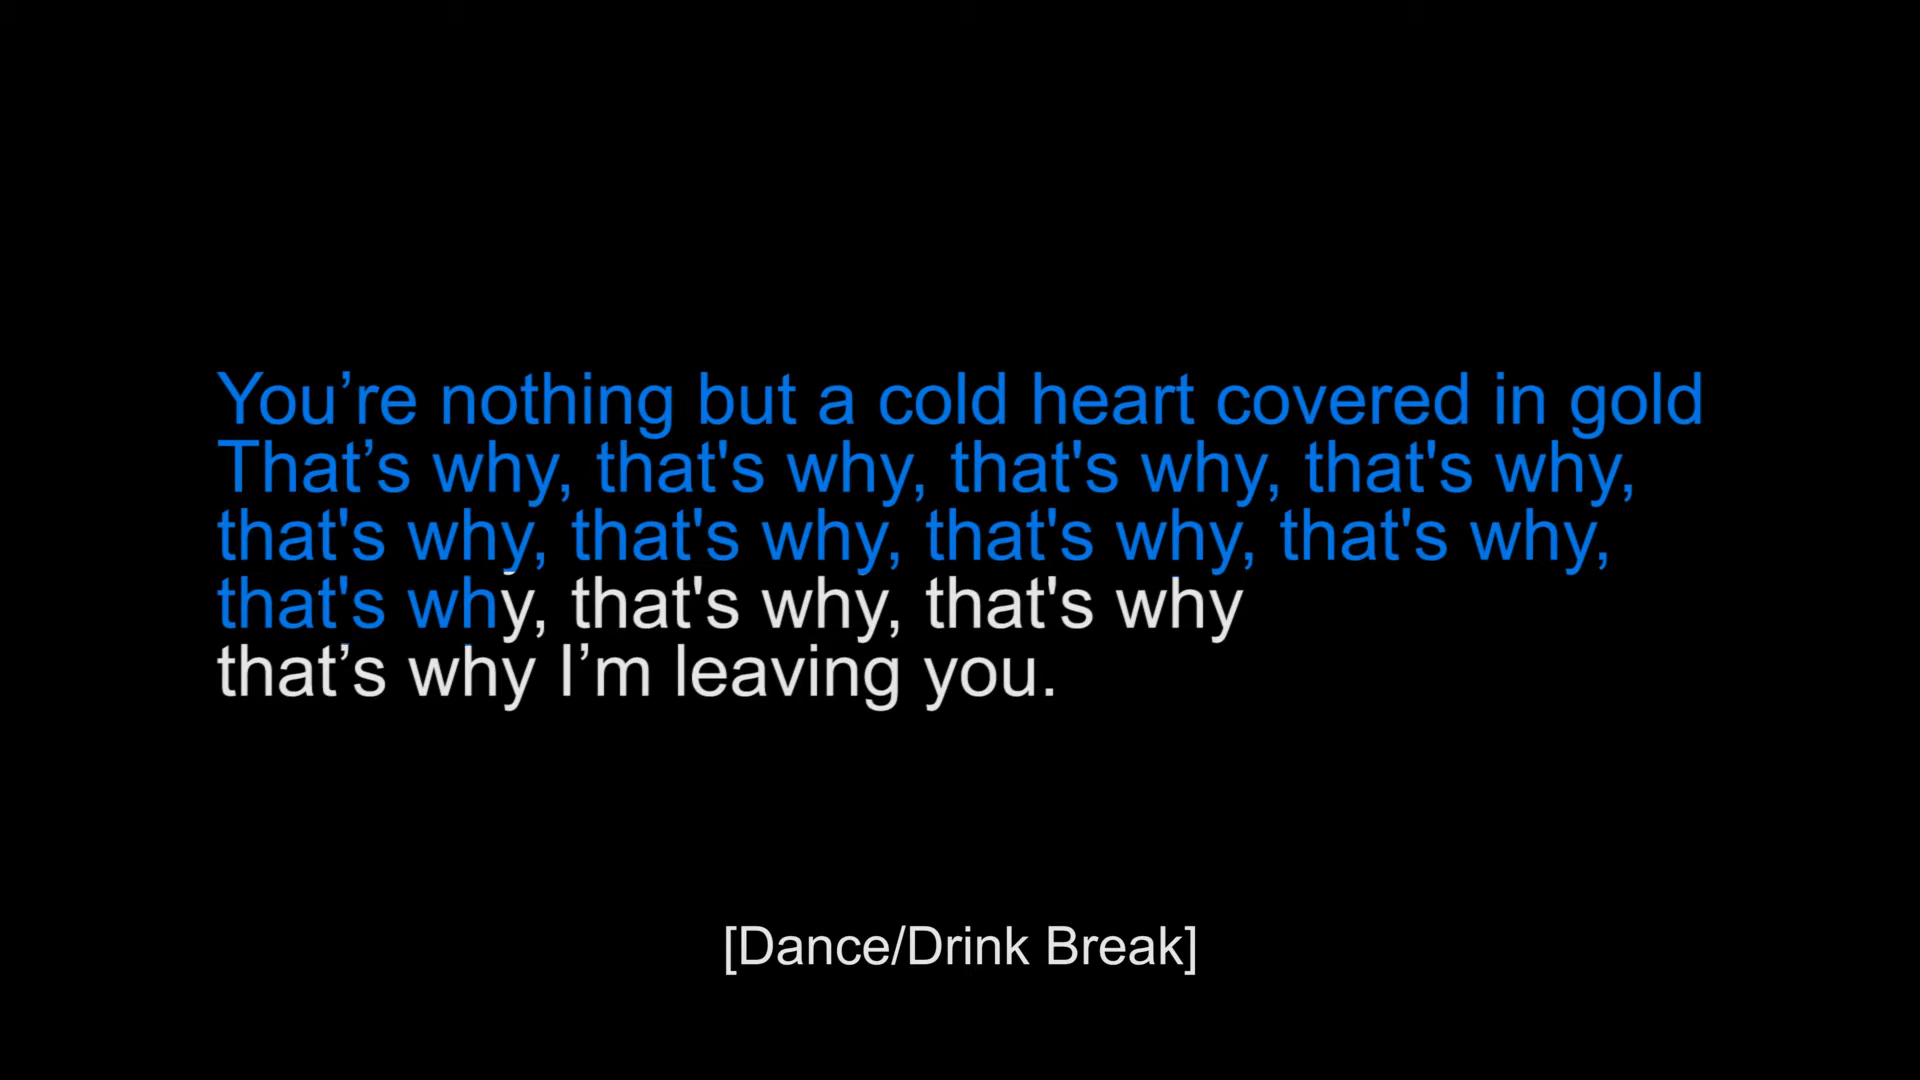 You’re nothing but a cold heart covered in gold
That’s why, that's why, that's why, that's why,
that's why, that's why, that's why, that's why,
that's why, that's why, that's why
that’s why I’m leaving you.
[Dance/Drink Break]